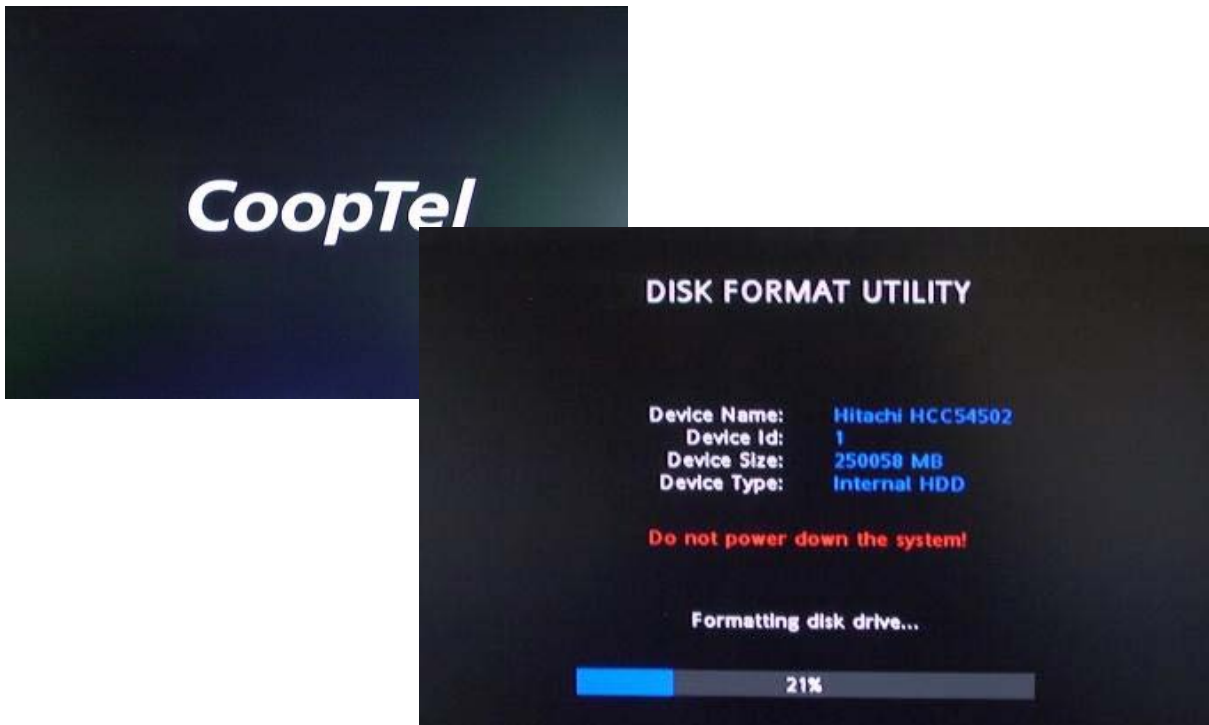 CoopTel
DISK FORMAT UTILITY
Device Name: Hitachi HCC54502
Device Id: 1
Device Size: 250058 MB
Device Type: Internal HDD
Do not power down the system!
Formatting disk drive...
21%